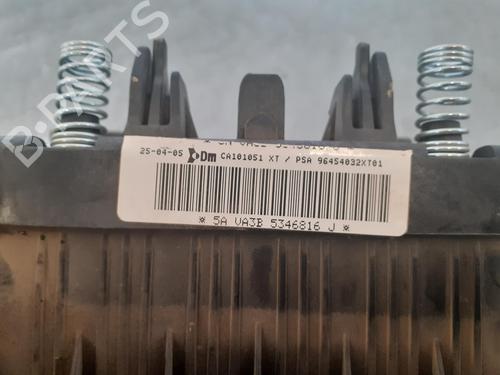 25-04-05 Dm CA101051 XT / PSA 96454032XT01
* 5A VA3B 5346816 J *
B-PARTS